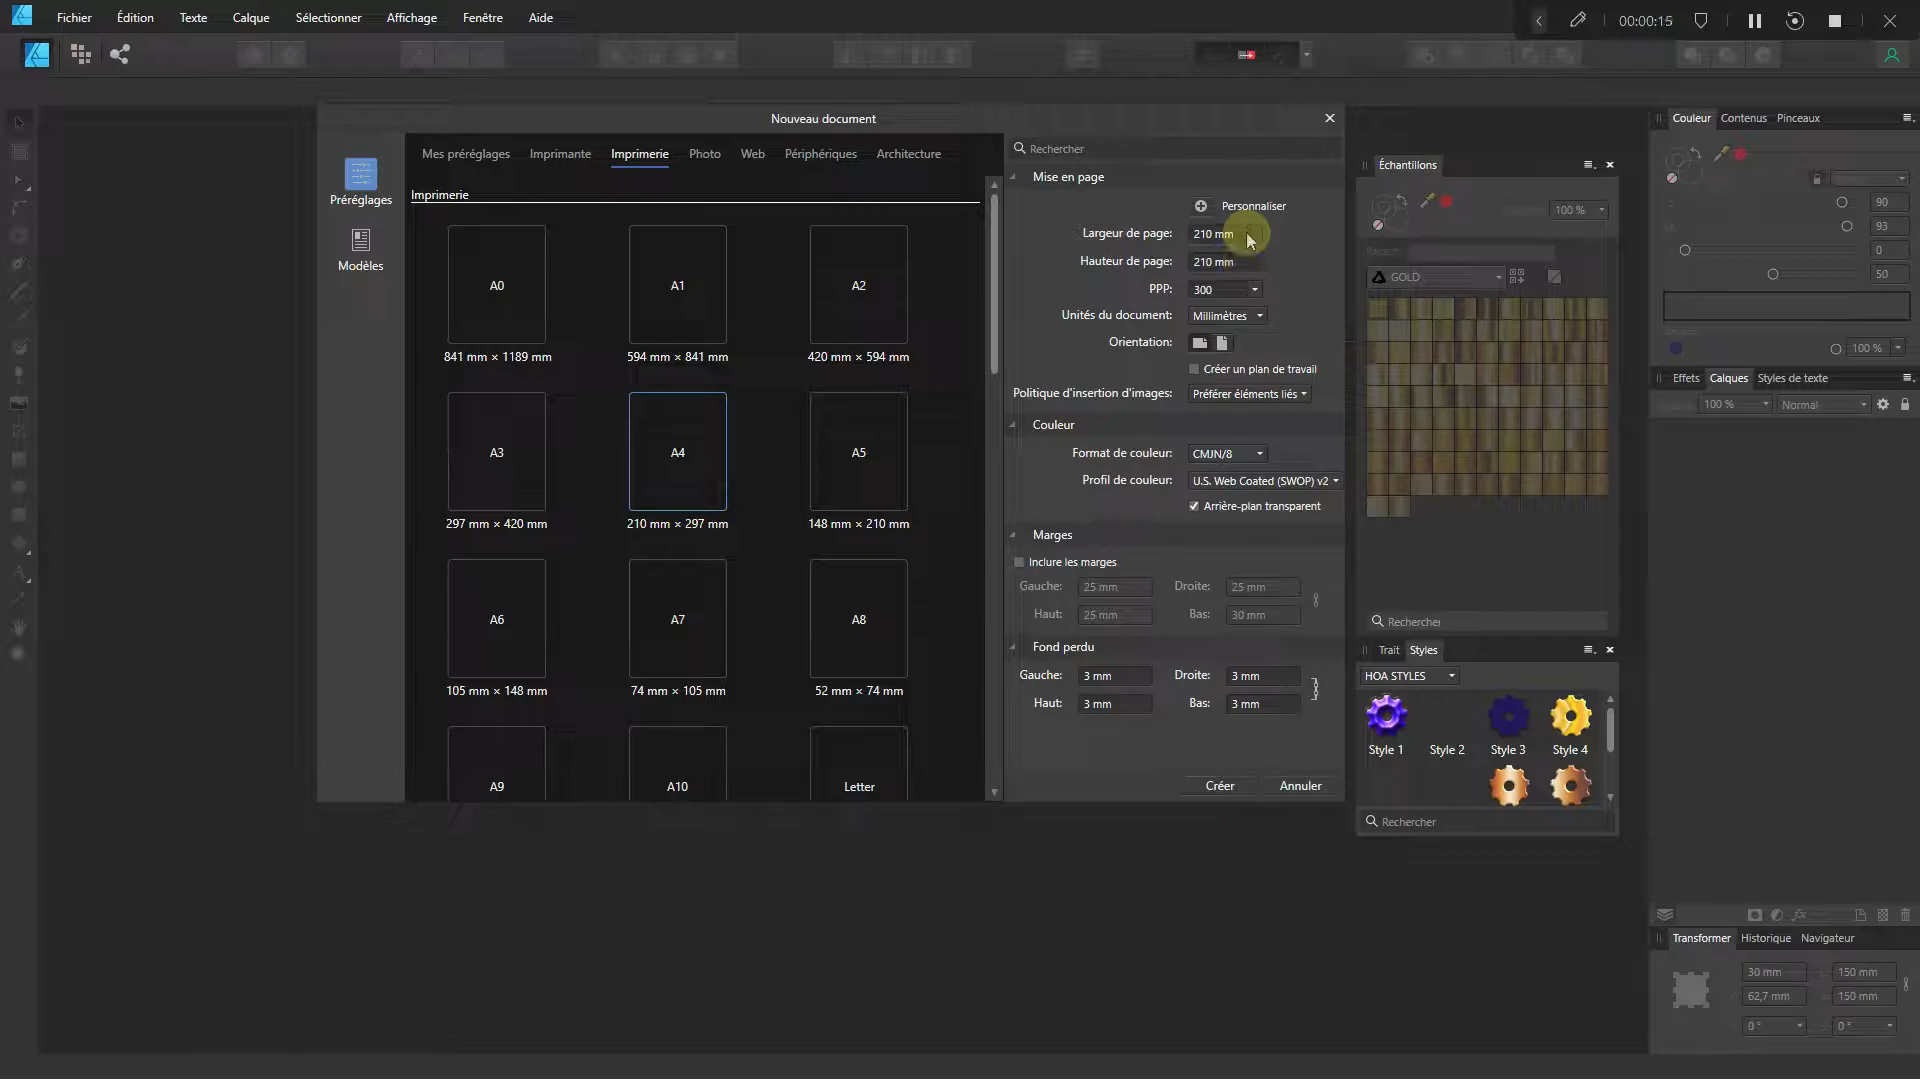 Fichier Édition Texte Calque Sélectionner Affichage Fenêtre Aide
00:00:15
Nouveau document
Préréglages
Modèles
Mes préréglages Imprimante Imprimerie Photo Web Périphériques Architecture
Imprimerie
A0 A1 A2
841 mm × 1189 mm 594 mm × 841 mm 420 mm × 594 mm
A3 A4 A5
297 mm × 420 mm 210 mm × 297 mm 148 mm × 210 mm
A6 A7 A8
105 mm × 148 mm 74 mm × 105 mm 52 mm × 74 mm
A9 A10 Letter
Rechercher
Mise en page
Personnaliser
Largeur de page: 210 mm
Hauteur de page: 210 mm
PPP: 300
Unités du document: Millimètres
Orientation:
Créer un plan de travail
Politique d'insertion d'images: Préférer éléments liés
Couleur
Format de couleur: CMJN/8
Profil de couleur: U.S. Web Coated (SWOP) v2
Arrière-plan transparent
Marges
Inclure les marges
Gauche: 25 mm Droite: 25 mm
Haut: 25 mm Bas: 30 mm
Fond perdu
Gauche: 3 mm Droite: 3 mm
Haut: 3 mm Bas: 3 mm
Créer Annuler
Échantillons
100 %
GOLD
Rechercher
Trait Styles
HOA STYLES
Style 1 Style 2 Style 3 Style 4
Rechercher
Couleur Contenus Pinceaux
90
93
0
50
100 %
Effets Calques Styles de texte
100 % Normal
Transformer Historique Navigateur
30 mm 150 mm
62,7 mm 150 mm
0 ° 0 °